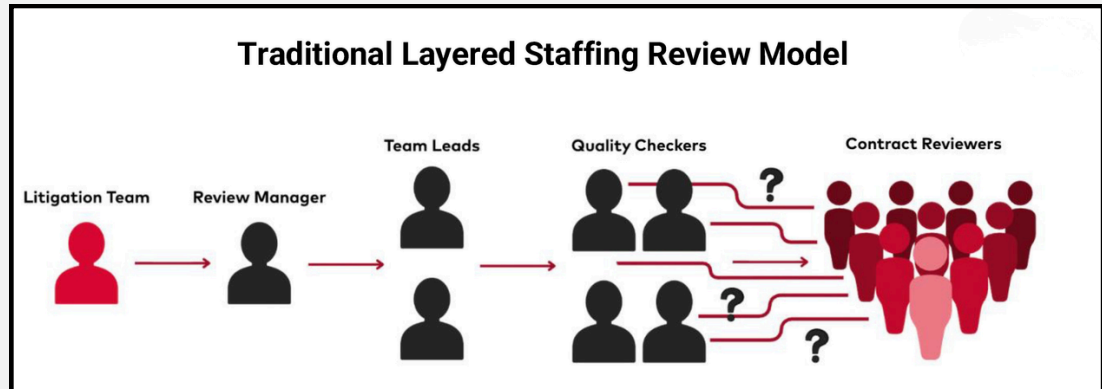 Traditional Layered Staffing Review Model
Team Leads
Quality Checkers
Contract Reviewers
Litigation Team
Review Manager
?
?
?